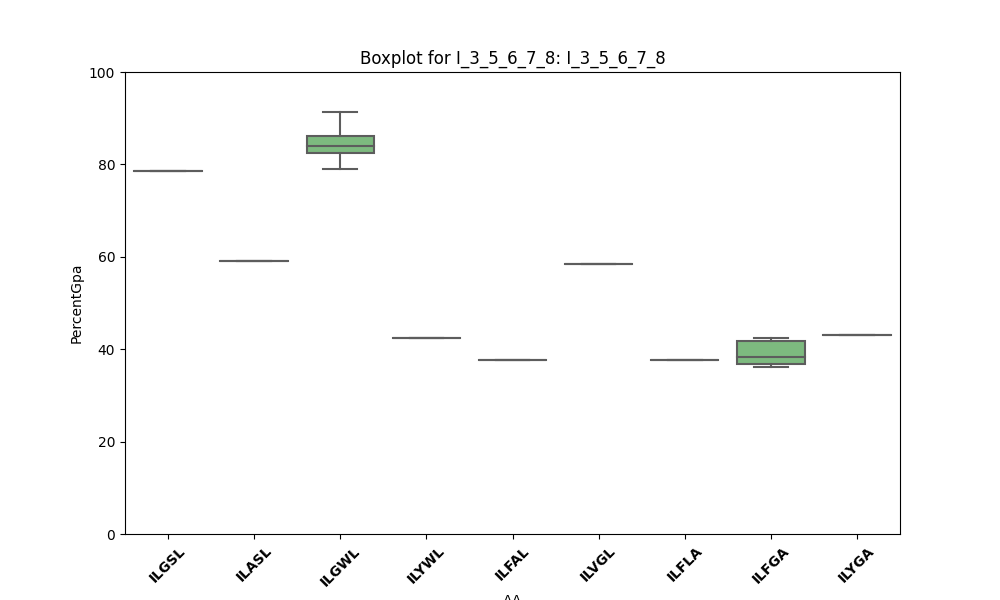 Boxplot for I_3_5_6_7_8: I_3_5_6_7_8
PercentGpa
100
80
60
40
20
0
ILGSL
ILASL
ILGWL
ILYWL
ILFAL
ILVGL
ILFLA
ILFGA
ILYGA
AA